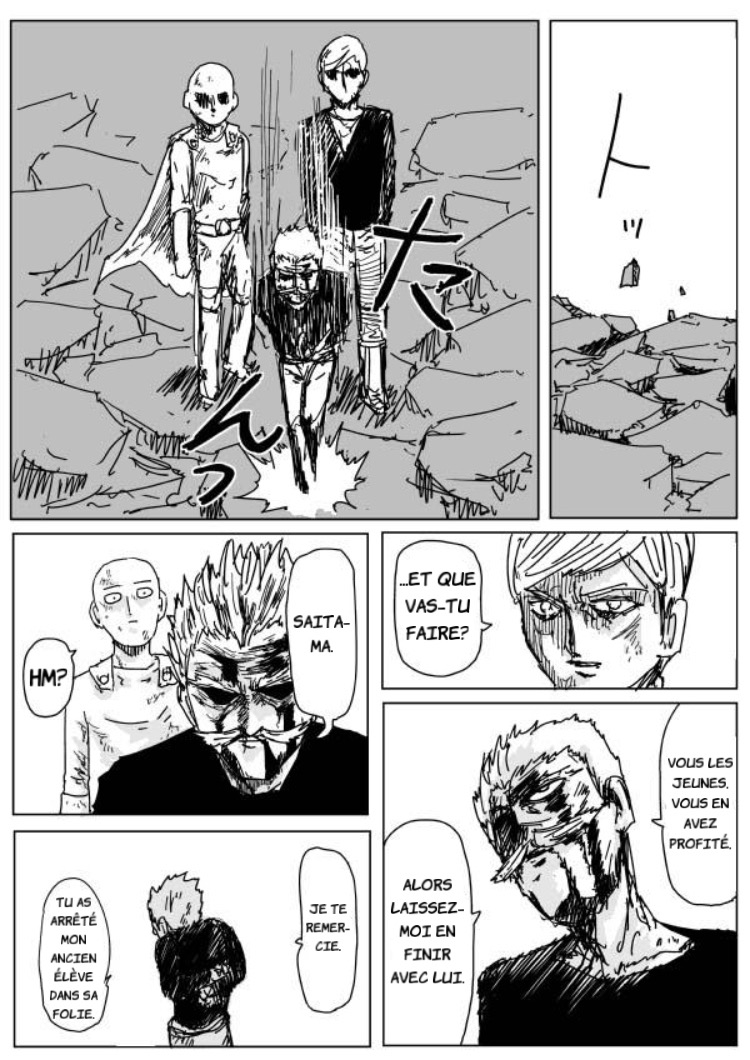 トッ
たんっ
...ET QUE
VAS-TU
FAIRE?
SAITA-
MA.
HM?
VOUS LES
JEUNES.
VOUS EN
AVEZ
PROFITÉ.
ALORS
LAISSEZ-
MOI EN
FINIR
AVEC LUI.
JE TE
REMER-
CIE.
TU AS
ARRÊTÉ
MON
ANCIEN
ÉLÈVE
DANS SA
FOLIE.